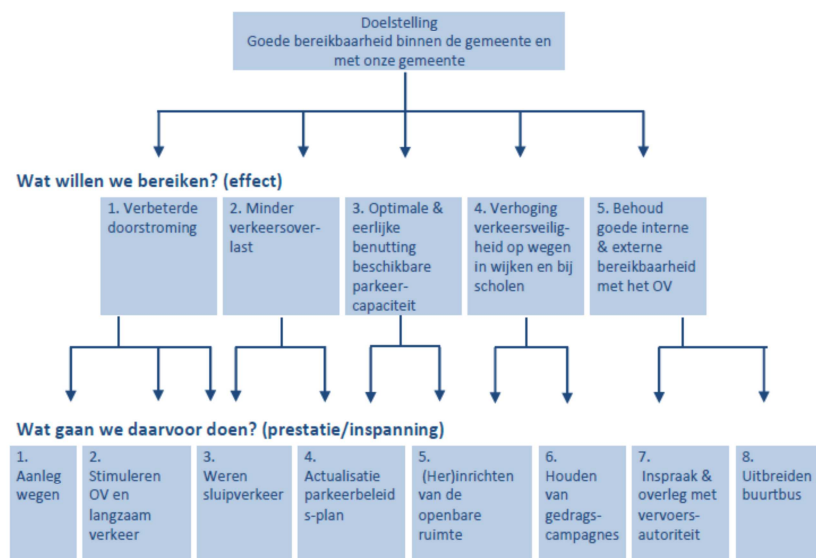 Doelstelling
Goede bereikbaarheid binnen de gemeente en
met onze gemeente
Wat willen we bereiken? (effect)
1. Verbeterde
doorstroming
2. Minder
verkeersover-
last
3. Optimale &
eerlijke
benutting
beschikbare
parkeer-
capaciteit
4. Verhoging
verkeersveilig-
heid op wegen
in wijken en bij
scholen
5. Behoud
goede interne
& externe
bereikbaarheid
met het OV
Wat gaan we daarvoor doen? (prestatie/inspanning)
1.
Aanleg
wegen
2.
Stimuleren
OV en
langzaam
verkeer
3.
Weren
sluipverkeer
4.
Actualisatie
parkeerbeleid
s-plan
5.
(Her)inrichten
van de
openbare
ruimte
6.
Houden
van
gedrags-
campagnes
7.
Inspraak &
overleg met
vervoers-
autoriteit
8.
Uitbreiden
buurtbus